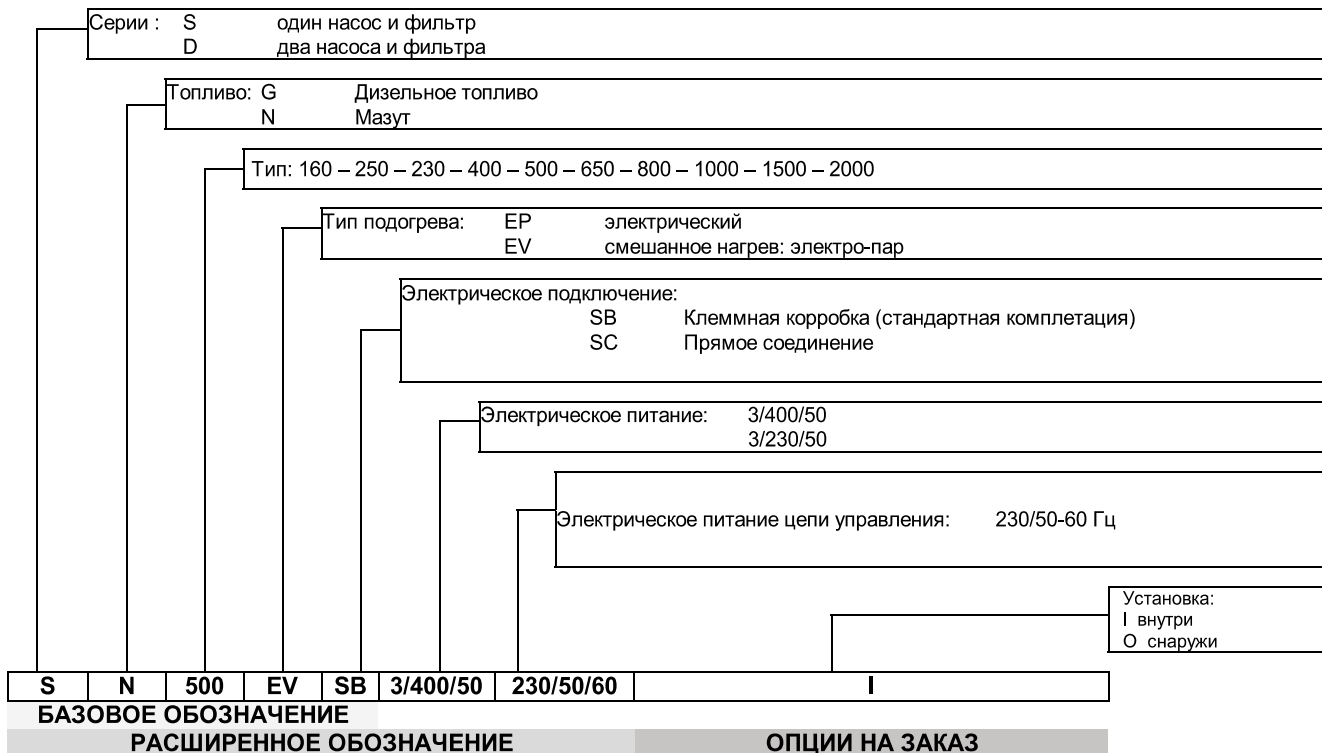 Серии : S один насос и фильтр
D два насоса и фильтра
Топливо: G Дизельное топливо
N Мазут
Тип: 160 – 250 – 230 – 400 – 500 – 650 – 800 – 1000 – 1500 – 2000
Тип подогрева: EP электрический
EV смешанное нагрев: электро-пар
Электрическое подключение:
SB Клеммная корробка (стандартная комплетация)
SC Прямое соединение
Электрическое питание: 3/400/50
3/230/50
Электрическое питание цепи управления: 230/50-60 Гц
Установка:
I внутри
O снаружи
S N 500 EV SB 3/400/50 230/50/60 I
БАЗОВОЕ ОБОЗНАЧЕНИЕ
РАСШИРЕННОЕ ОБОЗНАЧЕНИЕ ОПЦИИ НА ЗАКАЗ